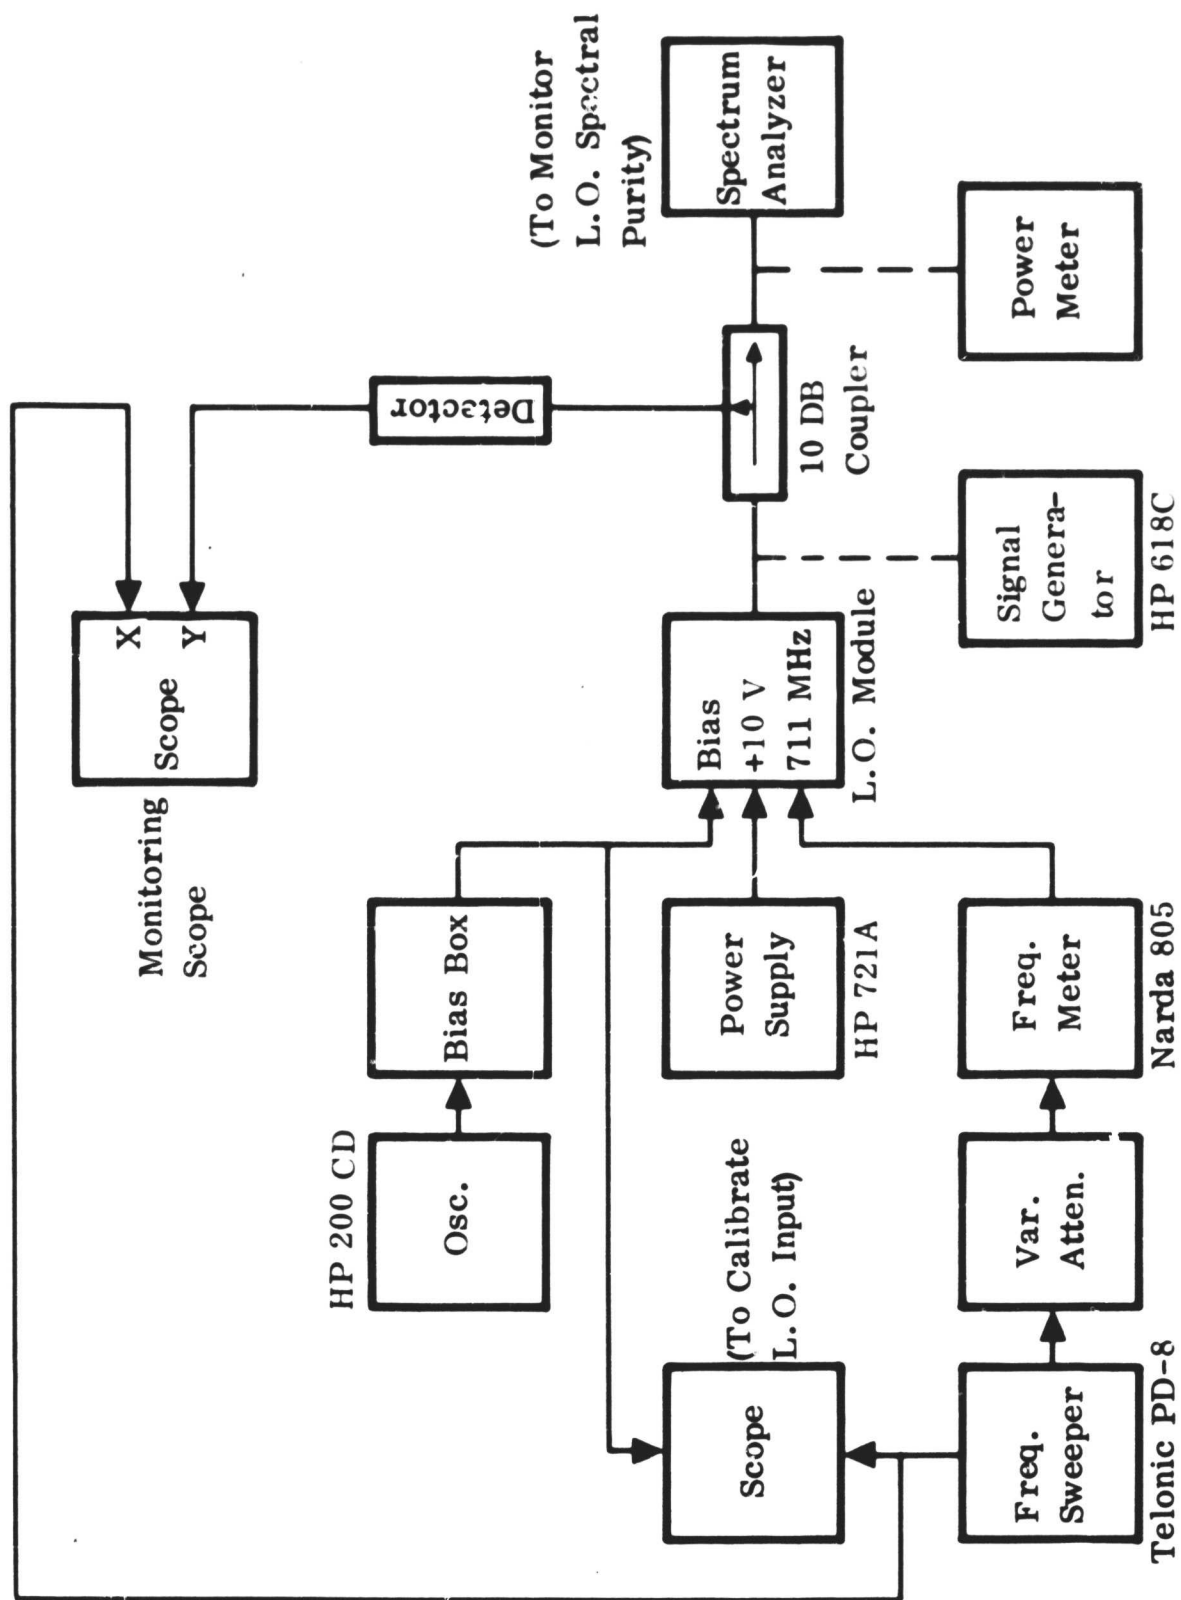 Monitoring
Scope
Scope
X
Y
HP 200 CD
Osc.
Bias Box
Detector
(To Monitor
L.O. Spectral
Purity)
(To Calibrate
L.O. Input)
Scope
Power
Supply
HP 721A
Bias
+10 V
711 MHz
L.O. Module
10 DB
Coupler
Spectrum
Analyzer
Freq.
Sweeper
Telonic PD-8
Var.
Atten.
Freq.
Meter
Narda 805
Signal
Genera-
tor
HP 618C
Power
Meter